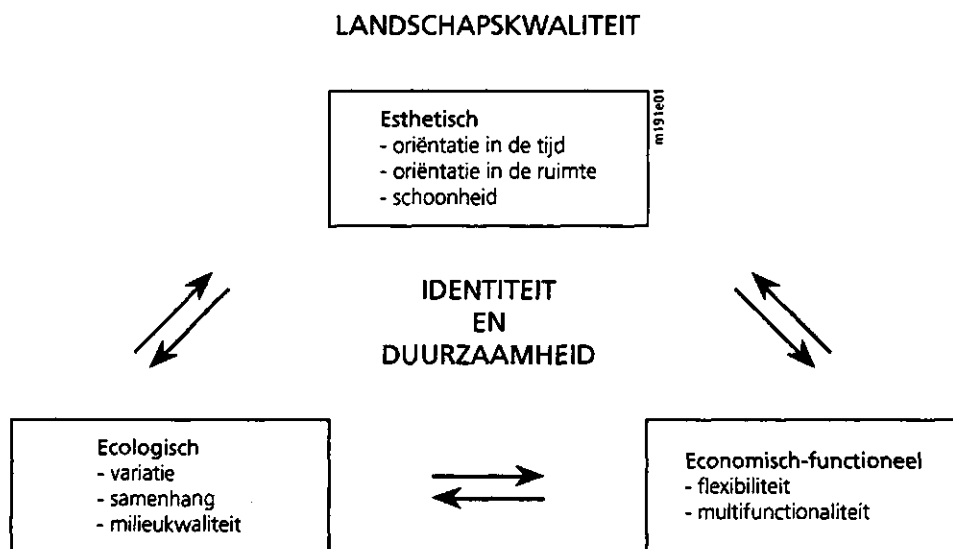 LANDSCHAPSKWALITEIT
Esthetisch
- oriëntatie in de tijd
- oriëntatie in de ruimte
- schoonheid
m191e01
IDENTITEIT
EN
DUURZAAMHEID
Ecologisch
- variatie
- samenhang
- milieukwaliteit
Economisch-functioneel
- flexibiliteit
- multifunctionaliteit